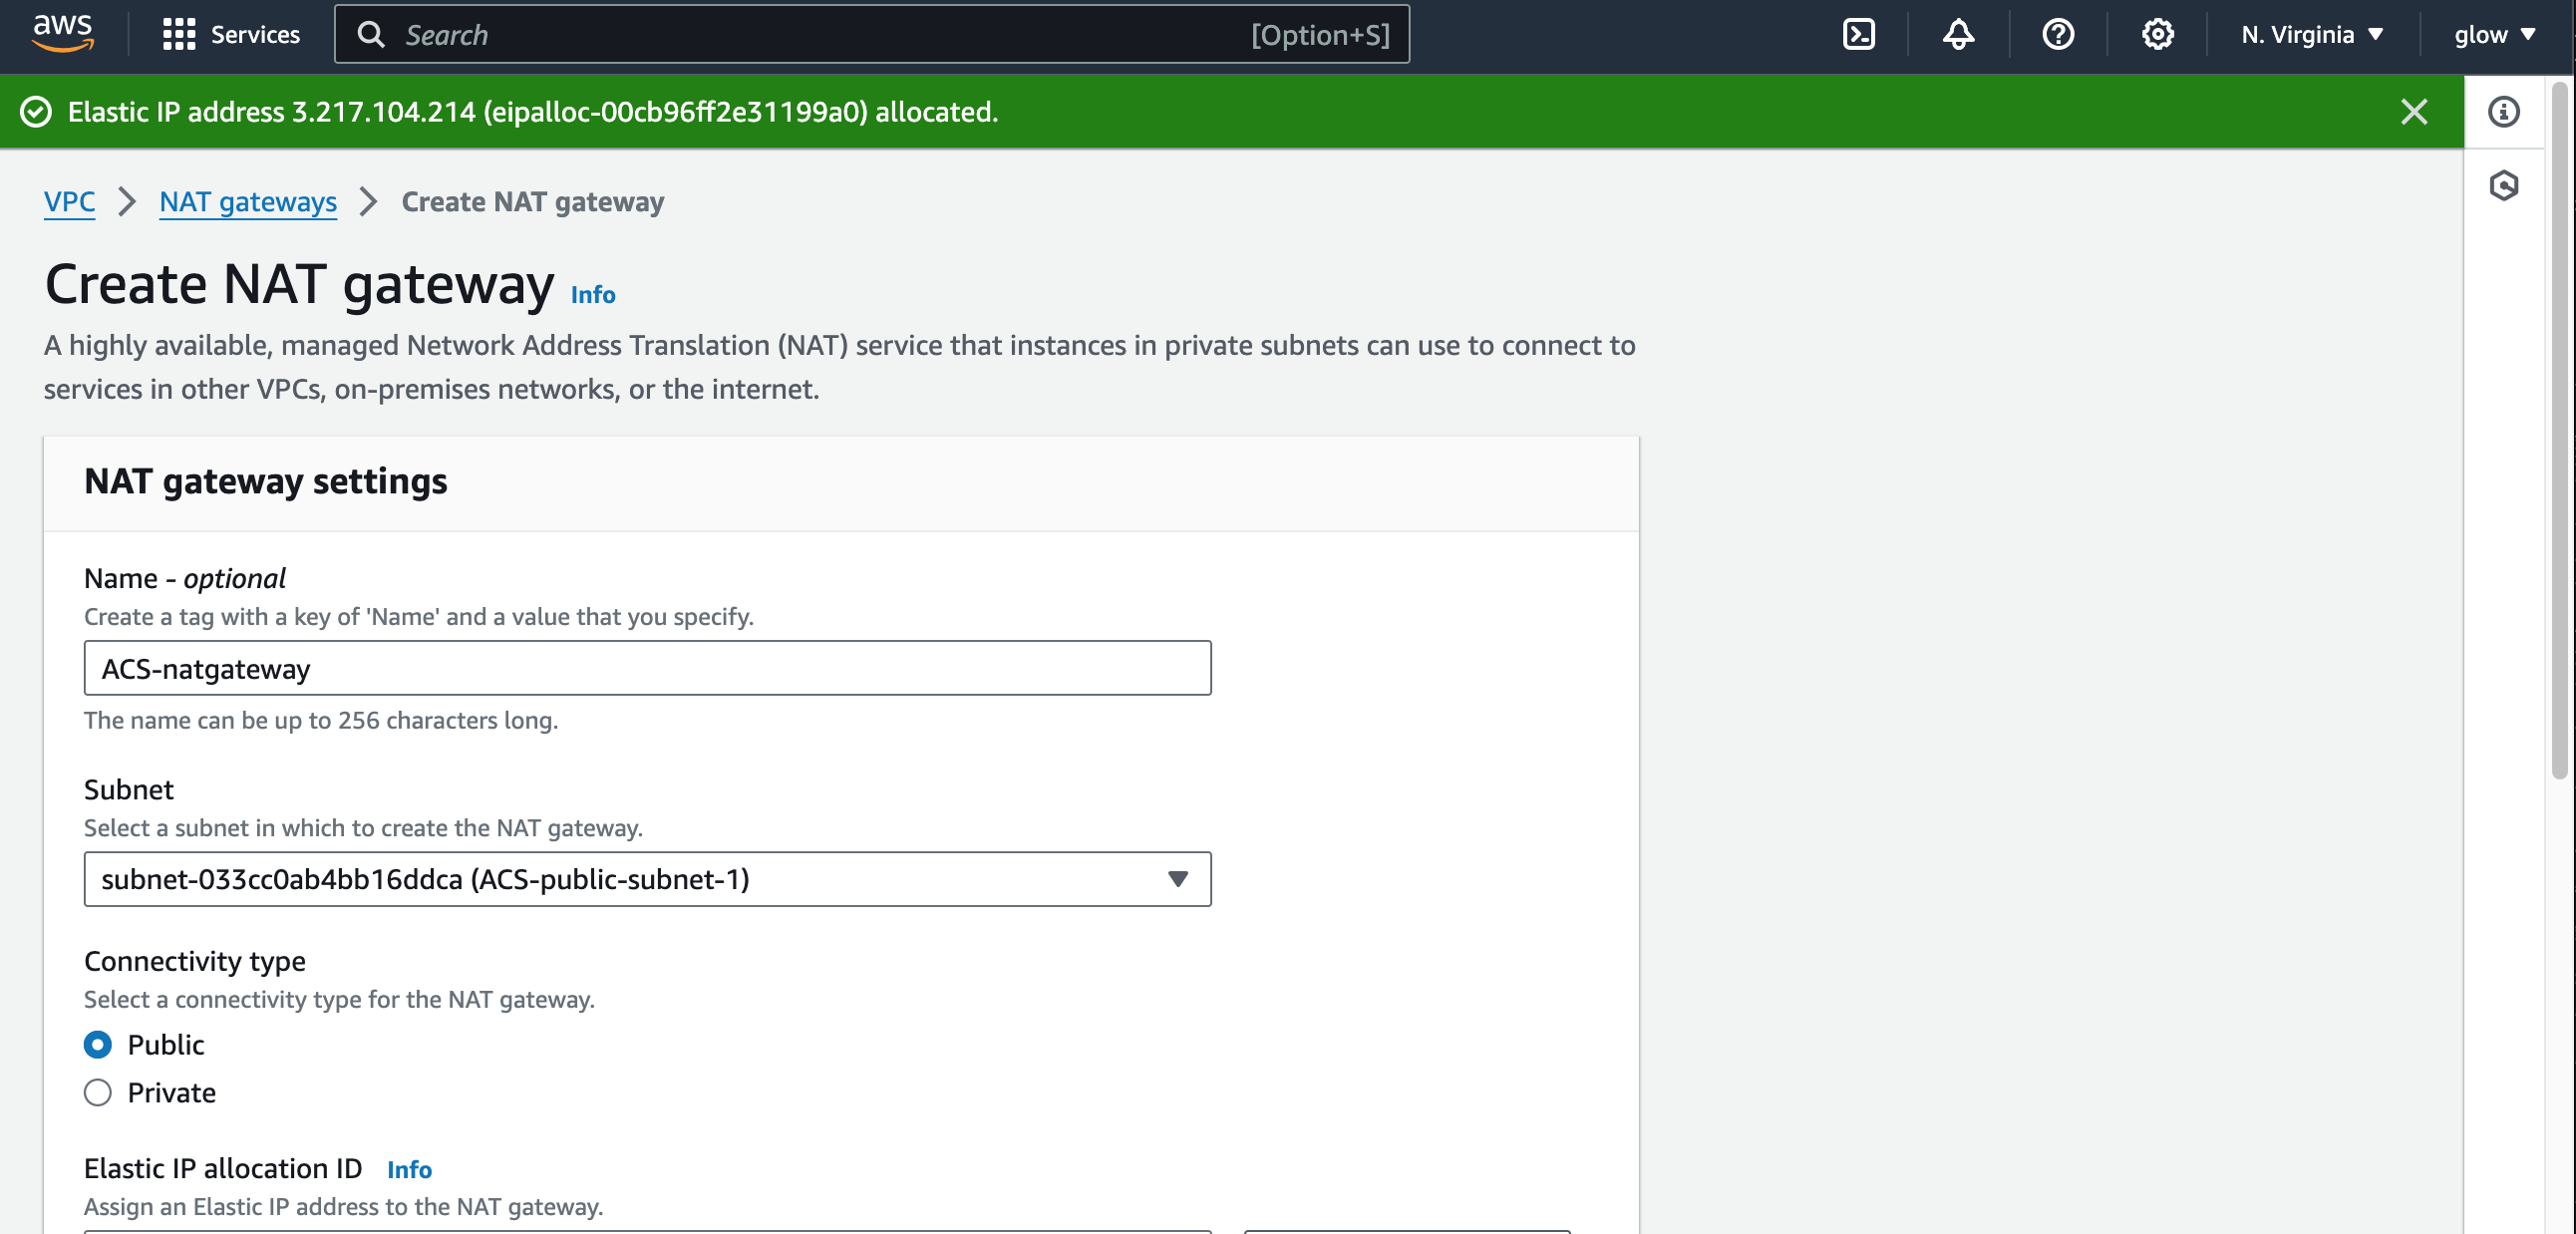 aws
Services
Search
[Option+S]
N. Virginia
glow
Elastic IP address 3.217.104.214 (eipalloc-00cb96ff2e31199a0) allocated.
VPC
NAT gateways
Create NAT gateway
Create NAT gateway
Info
A highly available, managed Network Address Translation (NAT) service that instances in private subnets can use to connect to
services in other VPCs, on-premises networks, or the internet.
NAT gateway settings
Name - optional
Create a tag with a key of 'Name' and a value that you specify.
ACS-natgateway
The name can be up to 256 characters long.
Subnet
Select a subnet in which to create the NAT gateway.
subnet-033cc0ab4bb16ddca (ACS-public-subnet-1)
Connectivity type
Select a connectivity type for the NAT gateway.
Public
Private
Elastic IP allocation ID
Info
Assign an Elastic IP address to the NAT gateway.